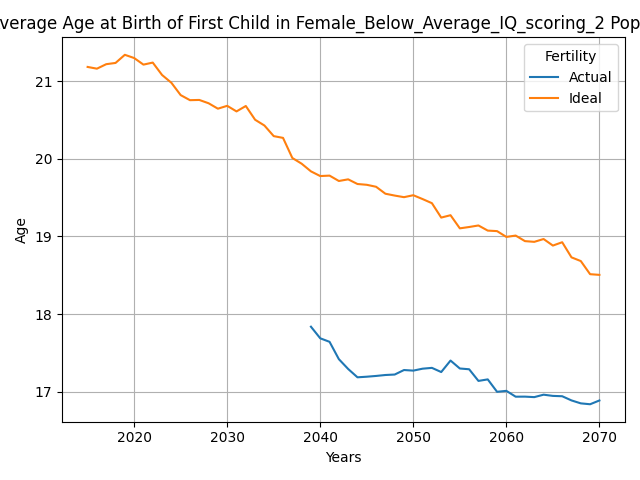 verage Age at Birth of First Child in Female_Below_Average_IQ_scoring_2 Pop
Fertility
Actual
Ideal
21
20
19
18
17
Age
2020 2030 2040 2050 2060 2070
Years